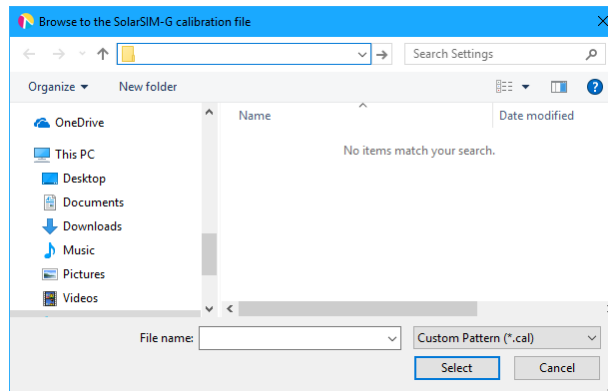 Browse to the SolarSIM-G calibration file
Search Settings
Organize New folder
Name Date modified
No items match your search.
OneDrive
This PC
Desktop
Documents
Downloads
Music
Pictures
Videos
File name: Custom Pattern (*.cal)
Select Cancel